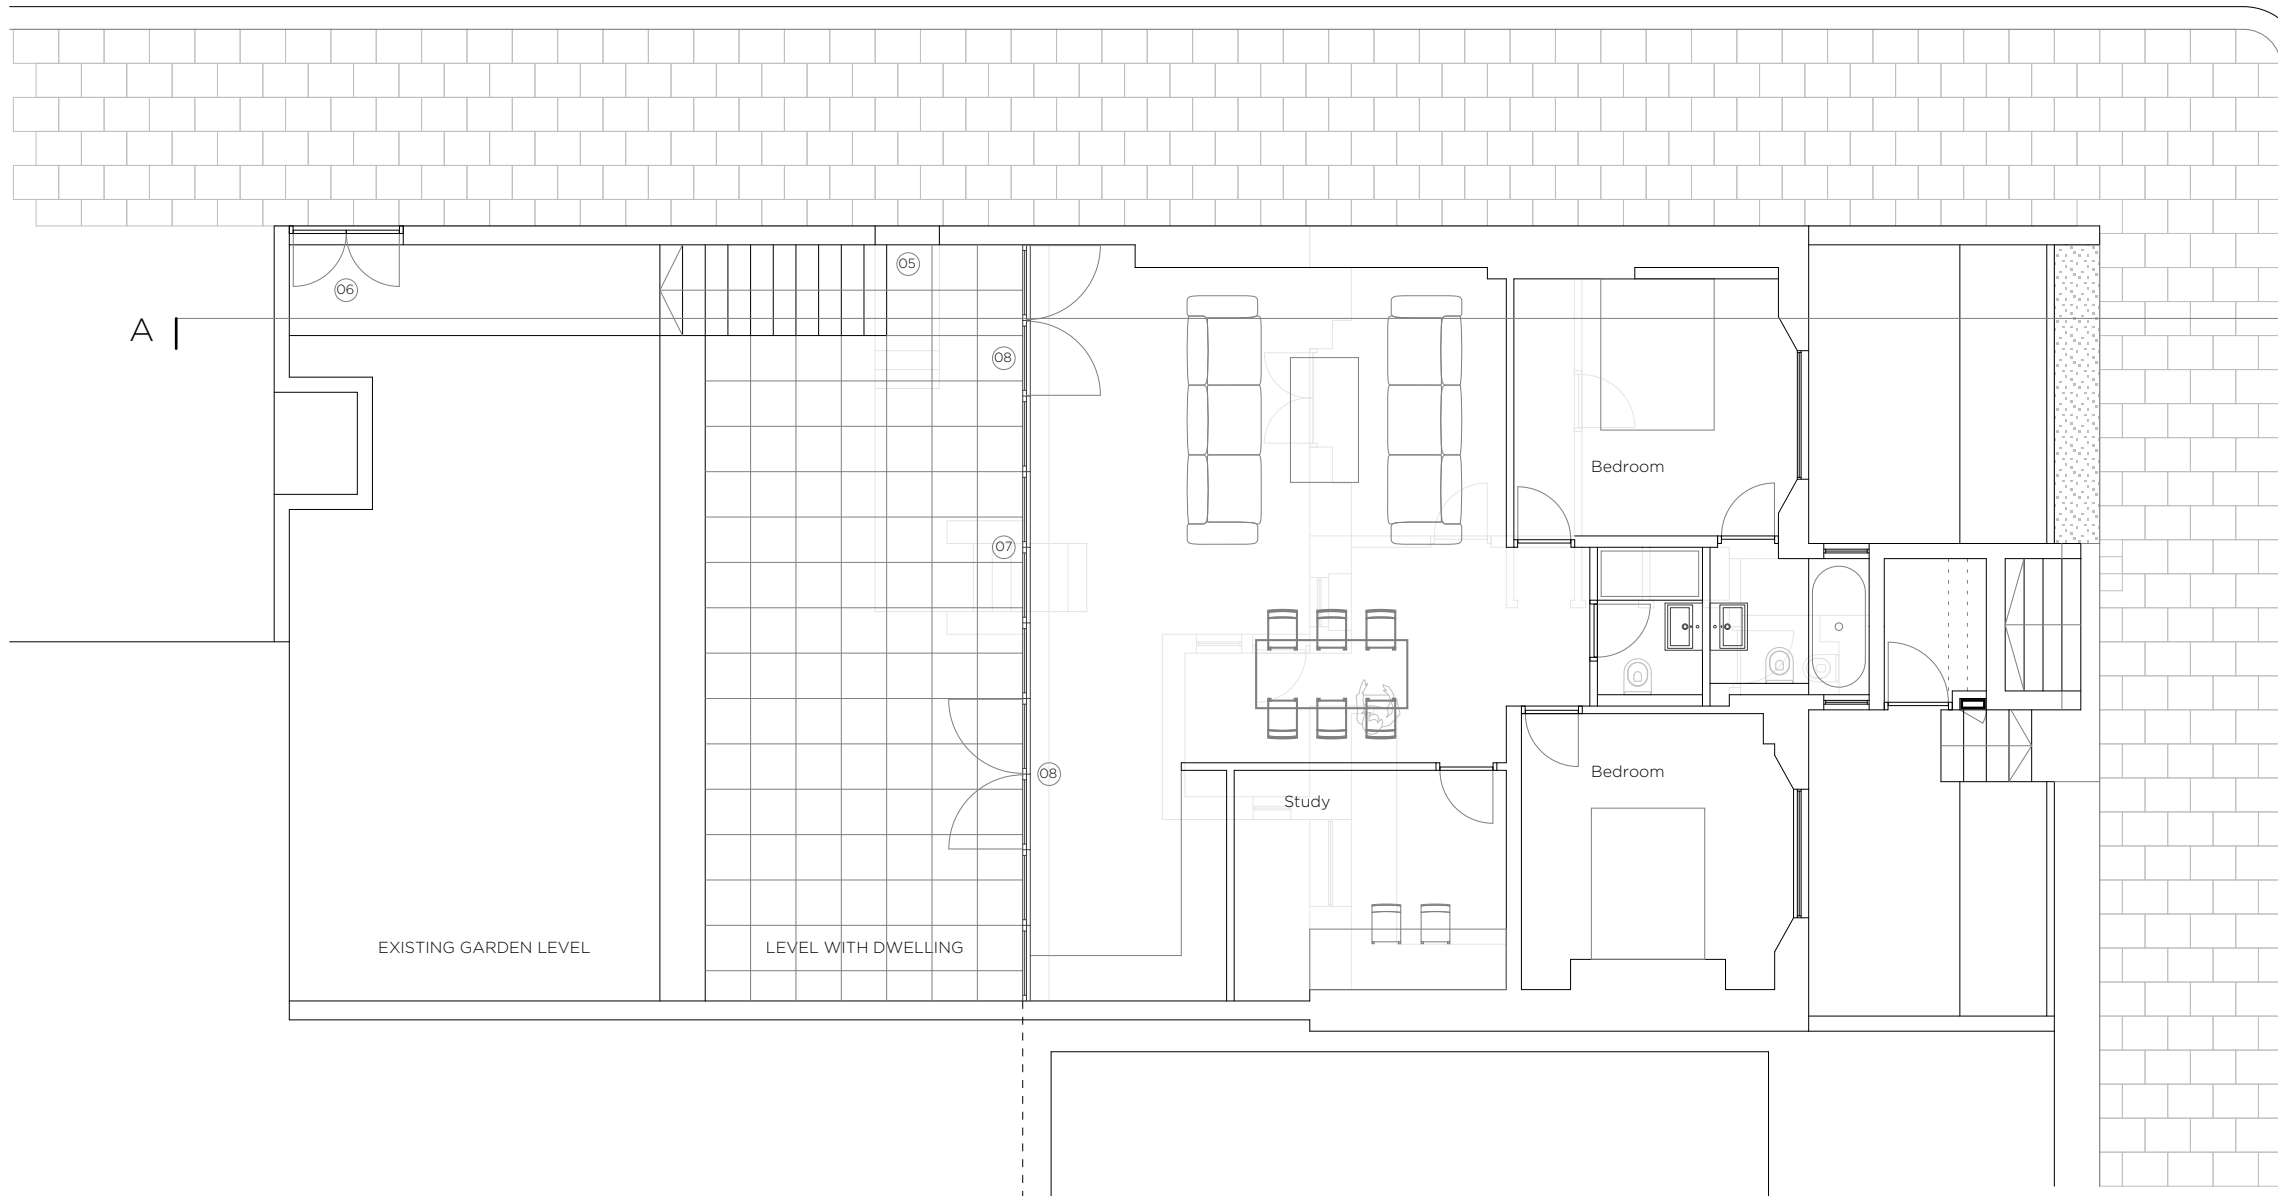 05
06
A
08
Bedroom
07
08
Bedroom
Study
EXISTING GARDEN LEVEL
LEVEL WITH DWELLING